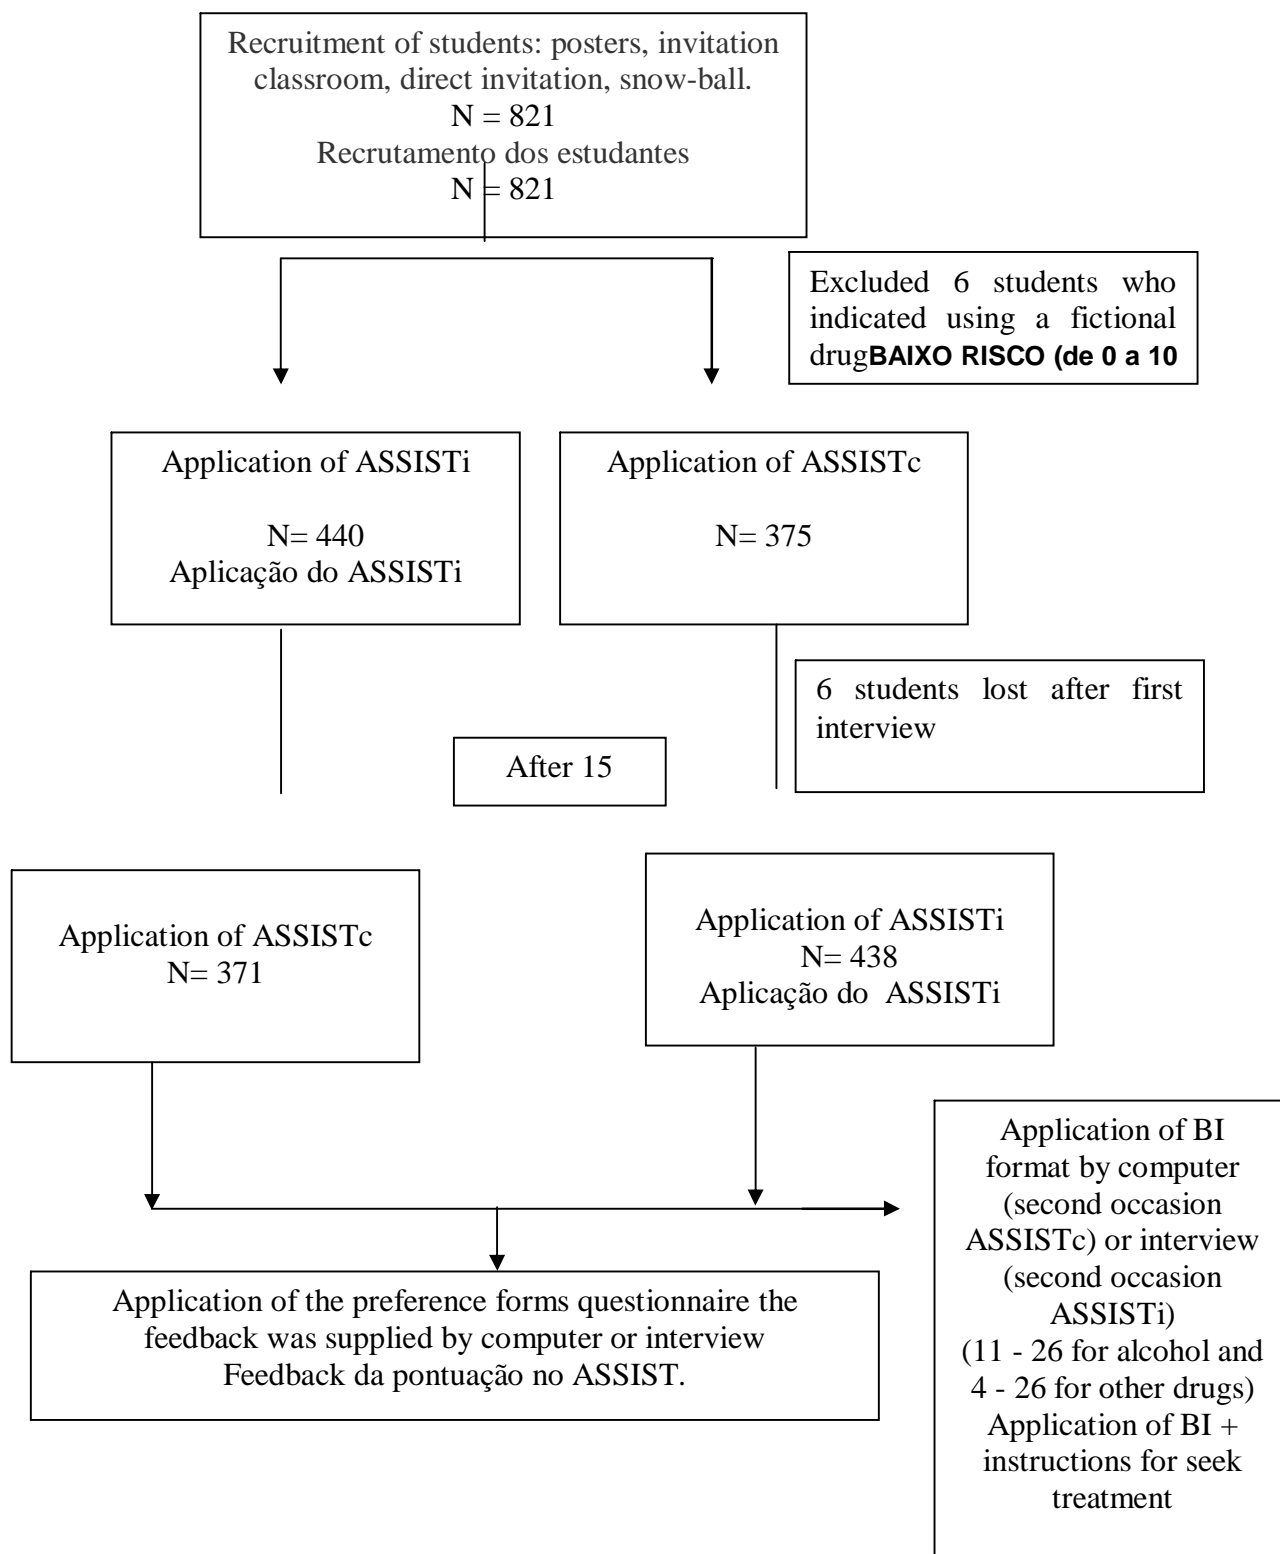 Recruitment of students: posters, invitation
classroom, direct invitation, snow-ball.
N = 821
Recrutamento dos estudantes
N = 821
Excluded 6 students who
indicated using a fictional
drugBAIXO RISCO (de 0 a 10
Application of ASSISTi
N= 440
Aplicação do ASSISTi
Application of ASSISTc
N= 375
6 students lost after first
interview
After 15
Application of ASSISTc
N= 371
Application of ASSISTi
N= 438
Aplicação do ASSISTi
Application of BI
format by computer
(second occasion
ASSISTc) or interview
(second occasion
ASSISTi)
(11 - 26 for alcohol and
4 - 26 for other drugs)
Application of BI +
instructions for seek
treatment
Application of the preference forms questionnaire the
feedback was supplied by computer or interview
Feedback da pontuação no ASSIST.